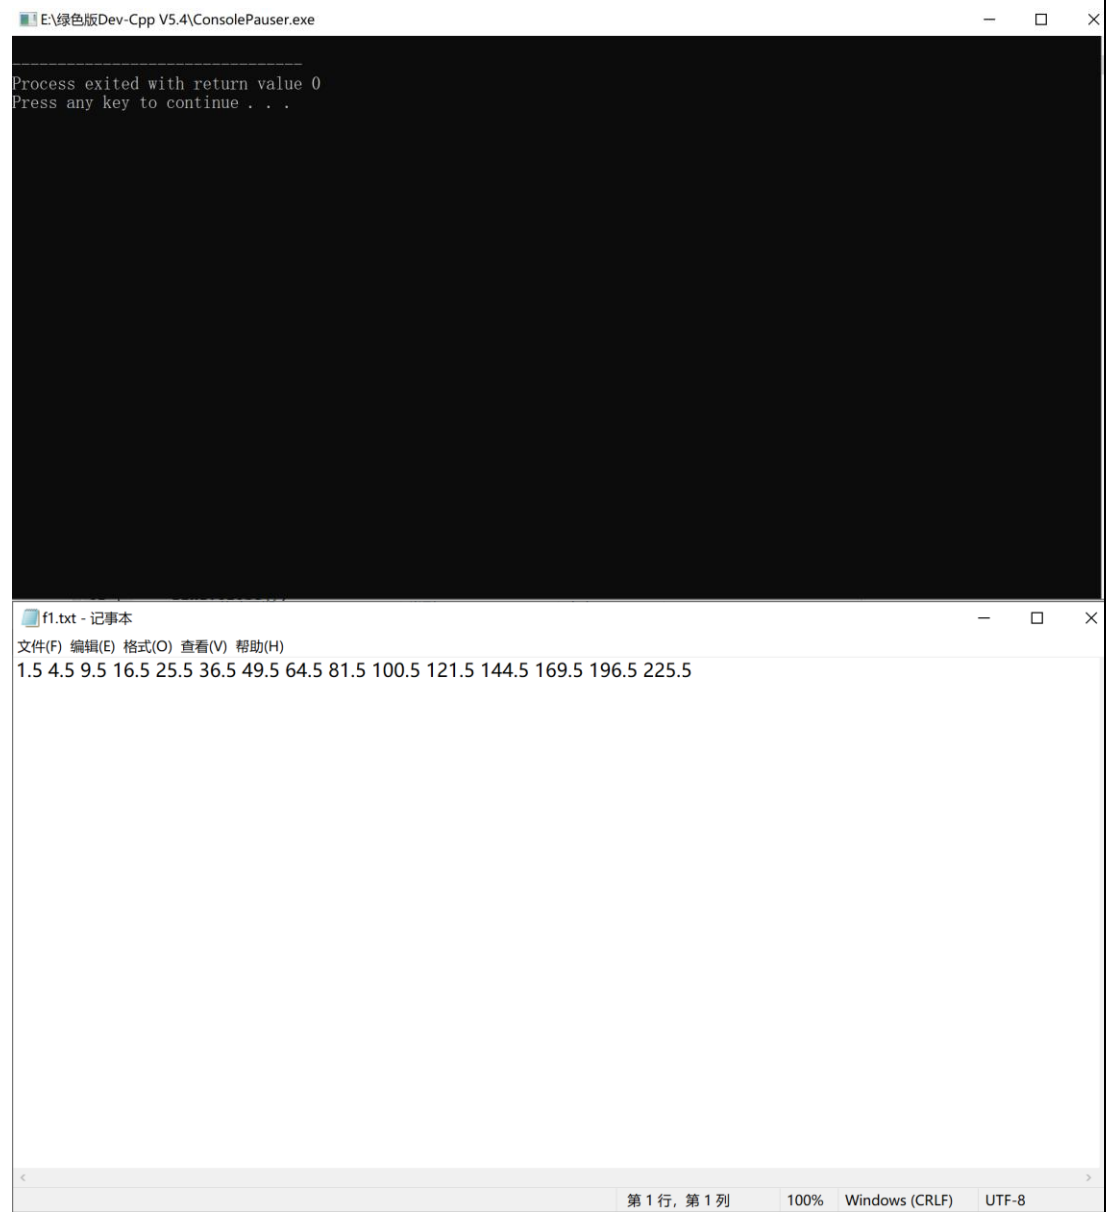 E:\绿色版Dev-Cpp V5.4\ConsolePauser.exe
--------------------------------
Process exited with return value 0
Press any key to continue . . .
f1.txt - 记事本
文件(F) 编辑(E) 格式(O) 查看(V) 帮助(H)
1.5 4.5 9.5 16.5 25.5 36.5 49.5 64.5 81.5 100.5 121.5 144.5 169.5 196.5 225.5
第 1 行，第 1 列 100% Windows (CRLF) UTF-8